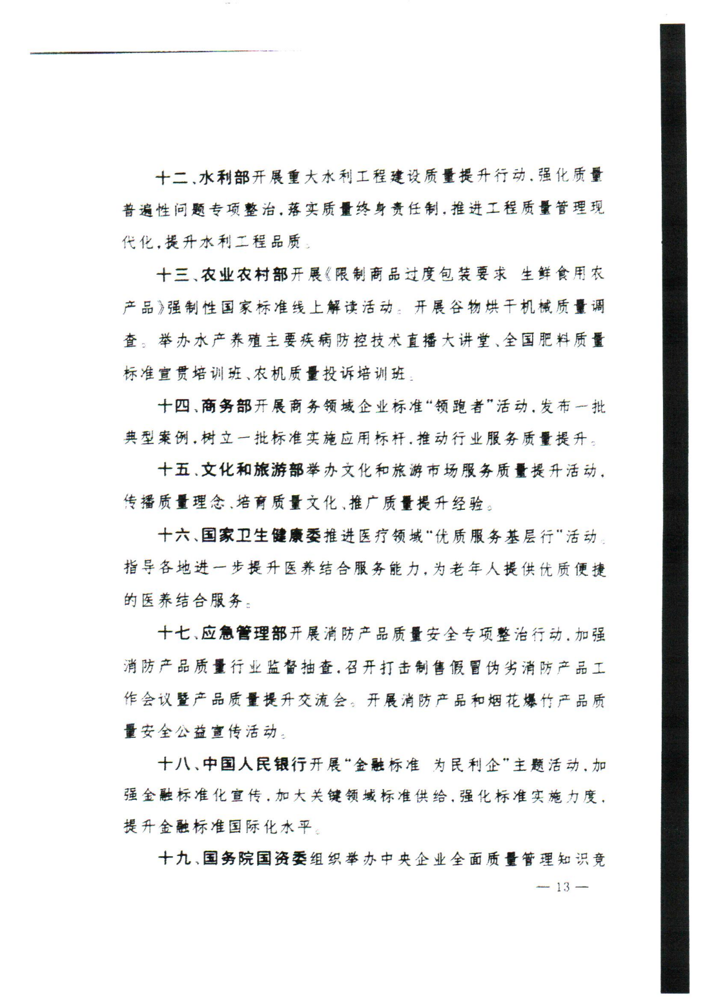 十二、水利部开展重大水利工程建设质量提升行动,强化质量
普遍性问题专项整治,落实质量终身责任制,推进工程质量管理现
代化,提升水利工程品质。
十三、农业农村部开展《限制商品过度包装要求 生鲜食用农
产品》强制性国家标准线上解读活动。开展谷物烘干机械质量调
查。举办水产养殖主要疾病防控技术直播大讲堂、全国肥料质量
标准宣贯培训班、农机质量投诉培训班。
十四、商务部开展商务领域企业标准“领跑者”活动,发布一批
典型案例,树立一批标准实施应用标杆,推动行业服务质量提升。
十五、文化和旅游部举办文化和旅游市场服务质量提升活动,
传播质量理念、培育质量文化、推广质量提升经验。
十六、国家卫生健康委推进医疗领域“优质服务基层行”活动。
指导各地进一步提升医养结合服务能力,为老年人提供优质便捷
的医养结合服务。
十七、应急管理部开展消防产品质量安全专项整治行动,加强
消防产品质量行业监督抽查,召开打击制售假冒伪劣消防产品工
作会议暨产品质量提升交流会。开展消防产品和烟花爆竹产品质
量安全公益宣传活动。
十八、中国人民银行开展“金融标准 为民利企”主题活动,加
强金融标准化宣传,加大关键领域标准供给,强化标准实施力度,
提升金融标准国际化水平。
十九、国务院国资委组织举办中央企业全面质量管理知识竞
— 13 —